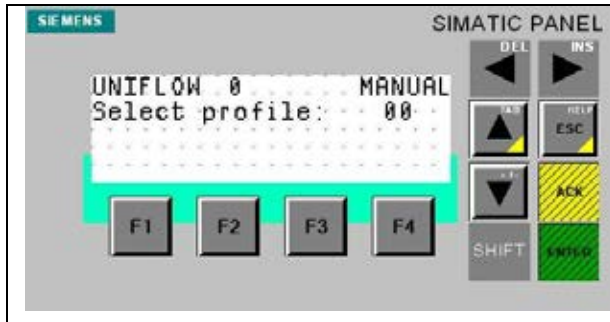 SIEMENS
SIMATIC PANEL
DEL
INS
UNIFLOW 0 MANUAL
Select profile: 00
HELP
ESC
ACK
F1
F2
F3
F4
SHIFT
ENTER